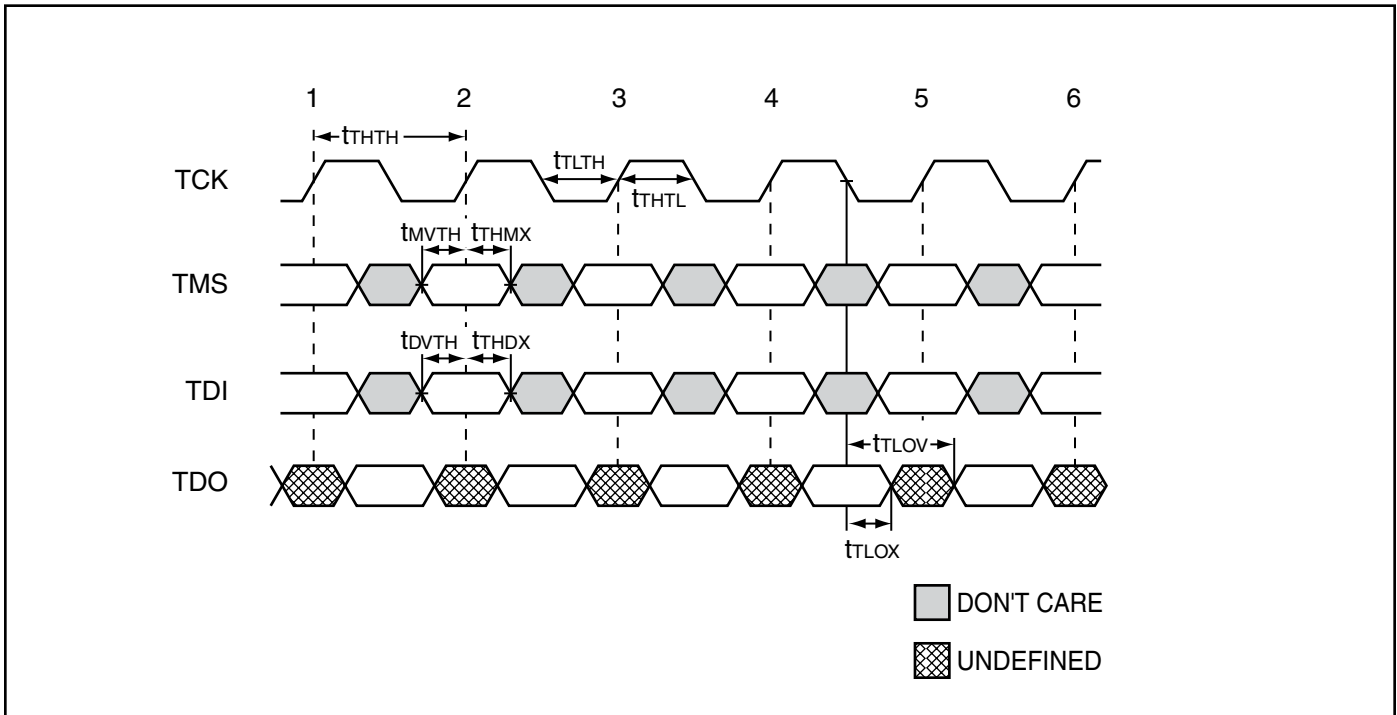 1 2 3 4 5 6
tTHTH
TCK
tTLTH
tTHTL
tMVTH tTHMX
TMS
tDVTH tTHDX
TDI
tTLOV
TDO
tTLOX
DON'T CARE
UNDEFINED